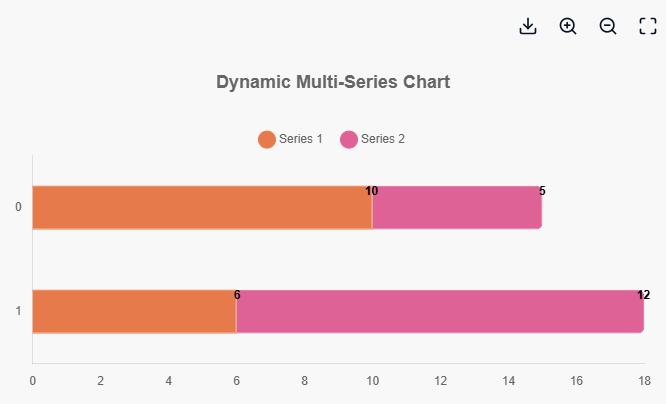 Dynamic Multi-Series Chart
Series 1 Series 2
0 10 5
1 6 12
0 2 4 6 8 10 12 14 16 18